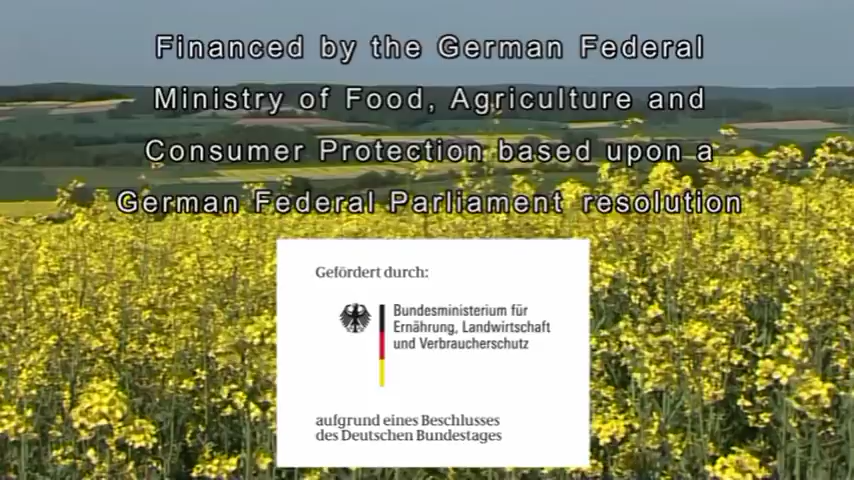 Financed by the German Federal
Ministry of Food, Agriculture and
Consumer Protection based upon a
German Federal Parliament resolution
Gefördert durch:
Bundesministerium für
Ernährung, Landwirtschaft
und Verbraucherschutz
aufgrund eines Beschlusses
des Deutschen Bundestages